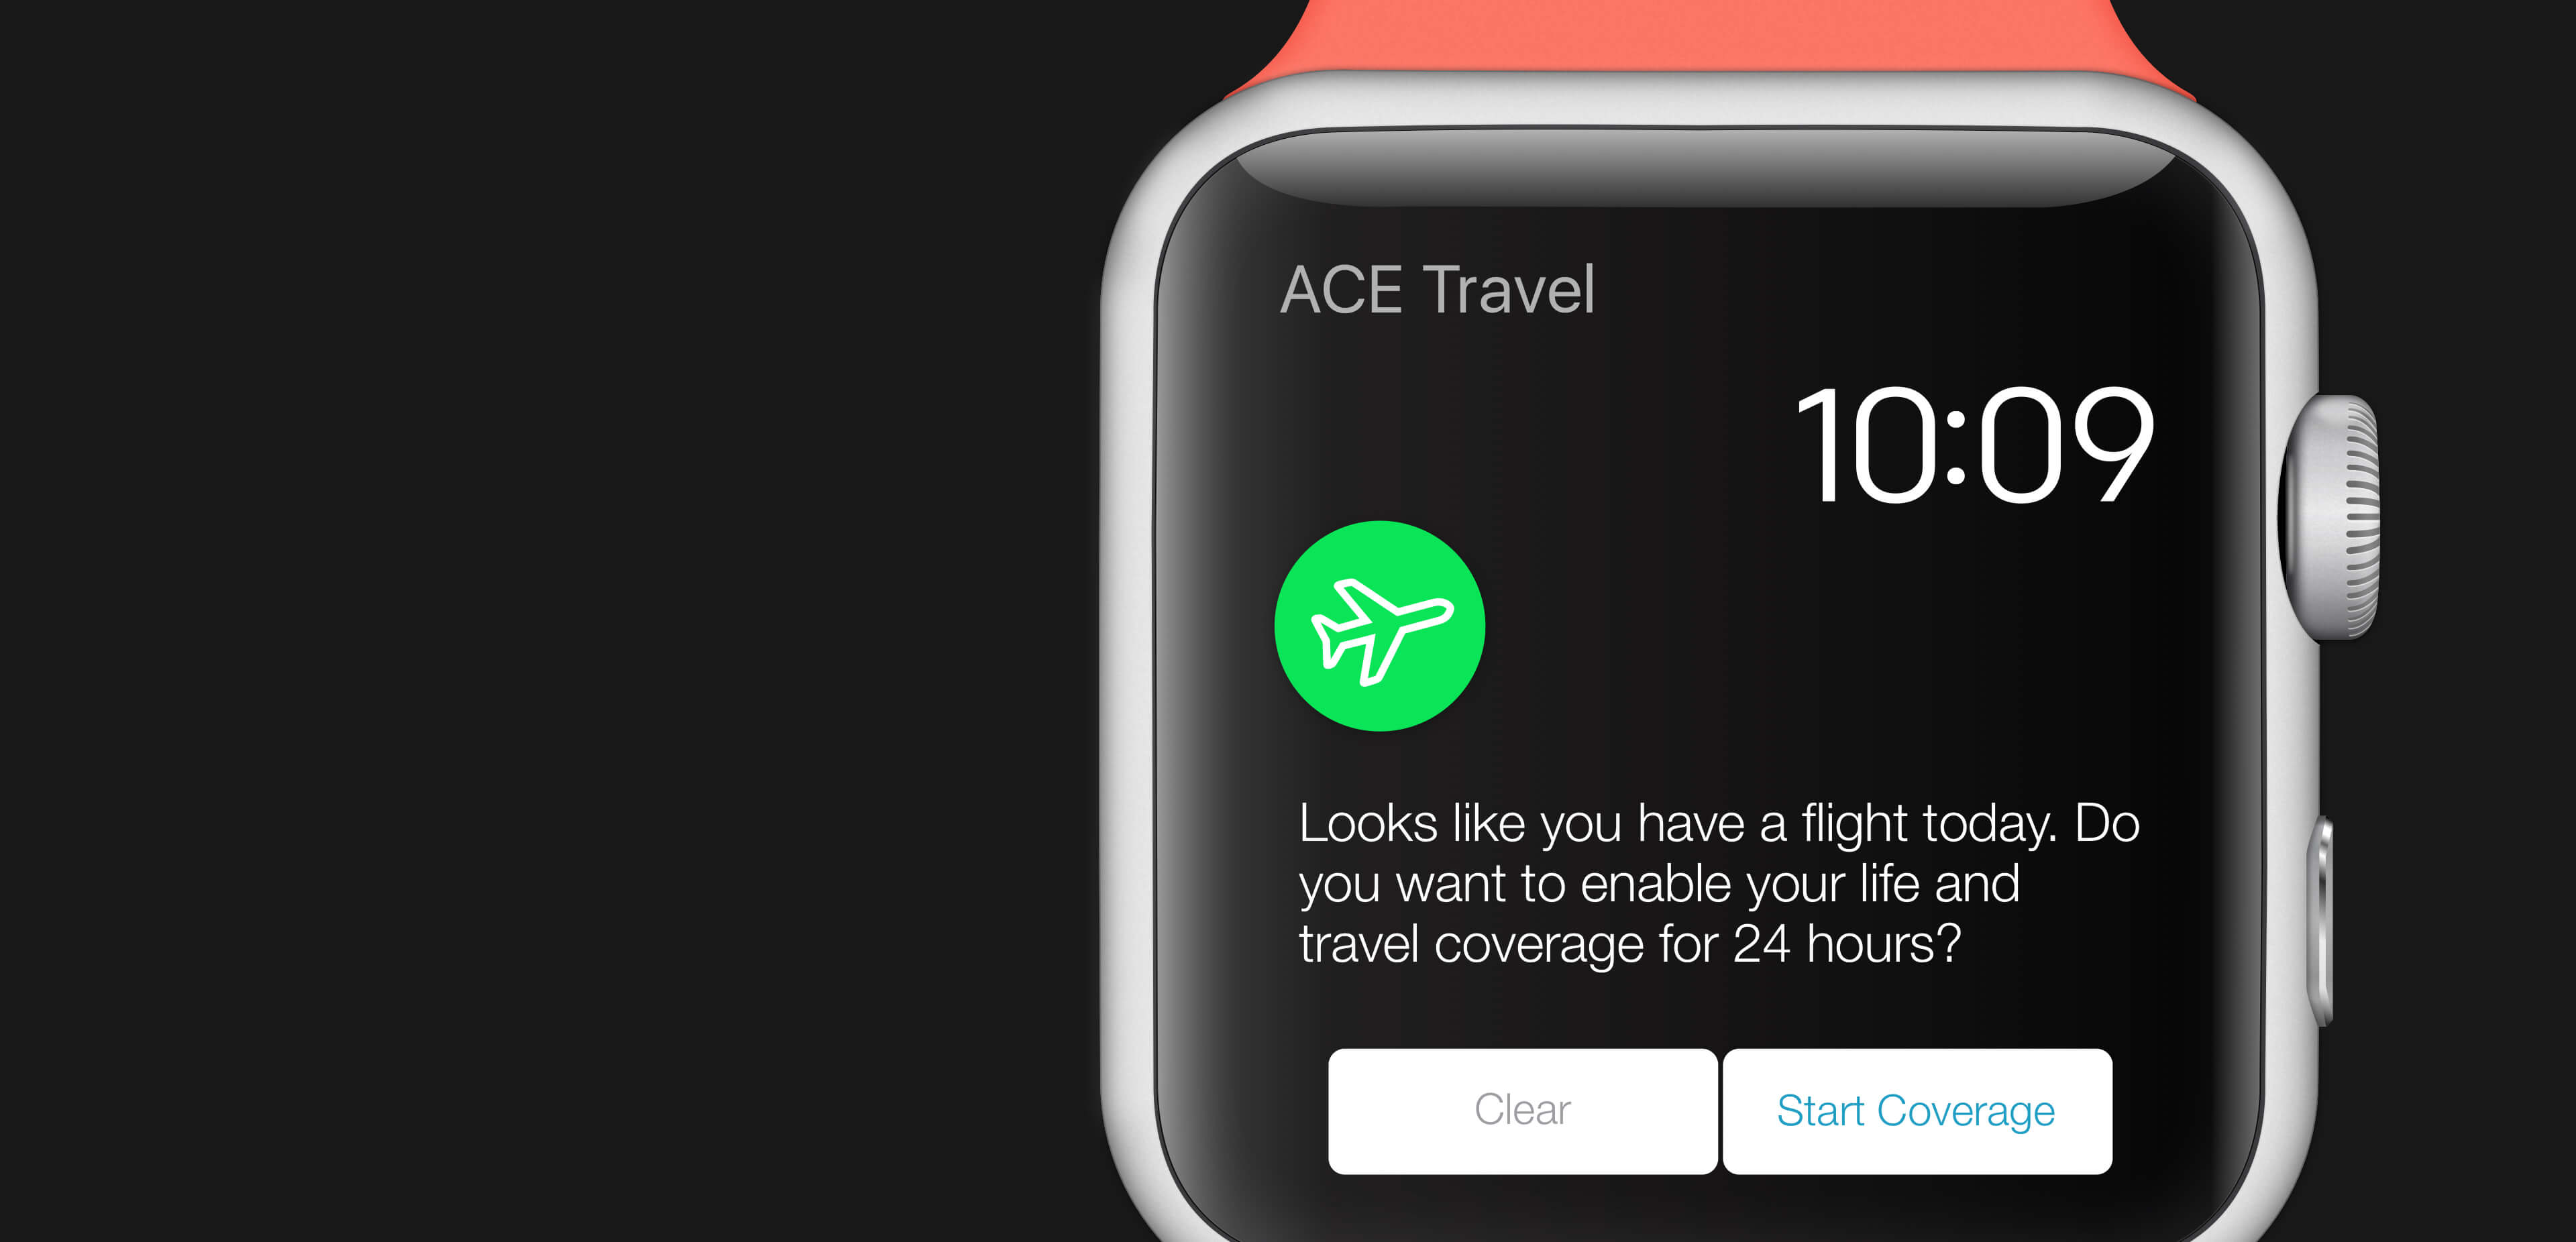 ACE Travel
10:09
Looks like you have a flight today. Do
you want to enable your life and
travel coverage for 24 hours?
Clear
Start Coverage